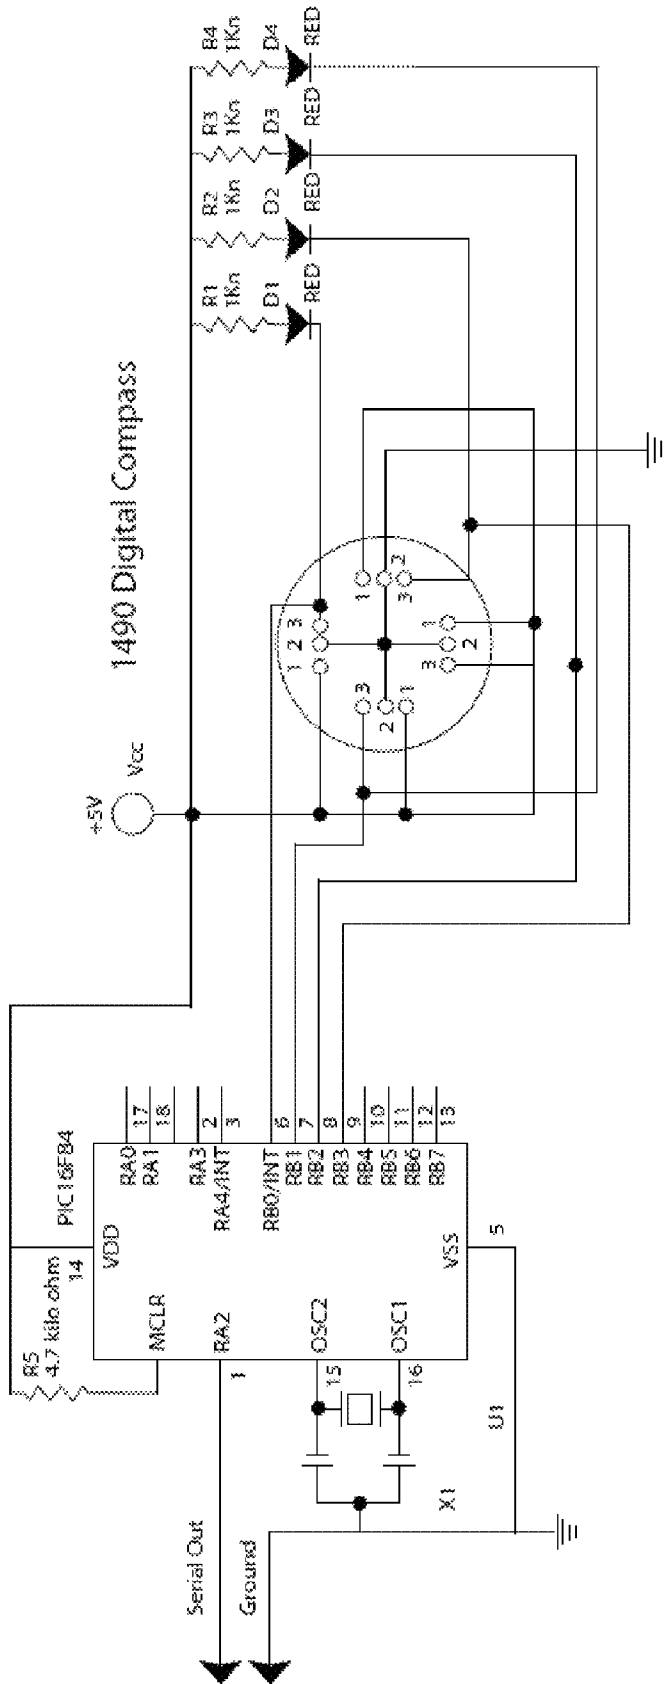 1490 Digital Compass
+5V
Vcc
R1
1Kn
D1
RED
R2
1Kn
D2
RED
R3
1Kn
D3
RED
R4
1Kn
D4
RED
1 2 3
1
2
3
3
2
1
3
2
1
PIC16F84
R5
4.7 kilo ohm
14
VDD
MCLR
RA2
1
OSC2
15
OSC1
16
VSS
5
U1
X1
RA0
17
RA1
18
RA3
2
RA4/INT
3
RB0/INT
6
RB1
7
RB2
8
RB3
9
RB4
10
RB5
11
RB6
12
RB7
13
Serial Out
Ground